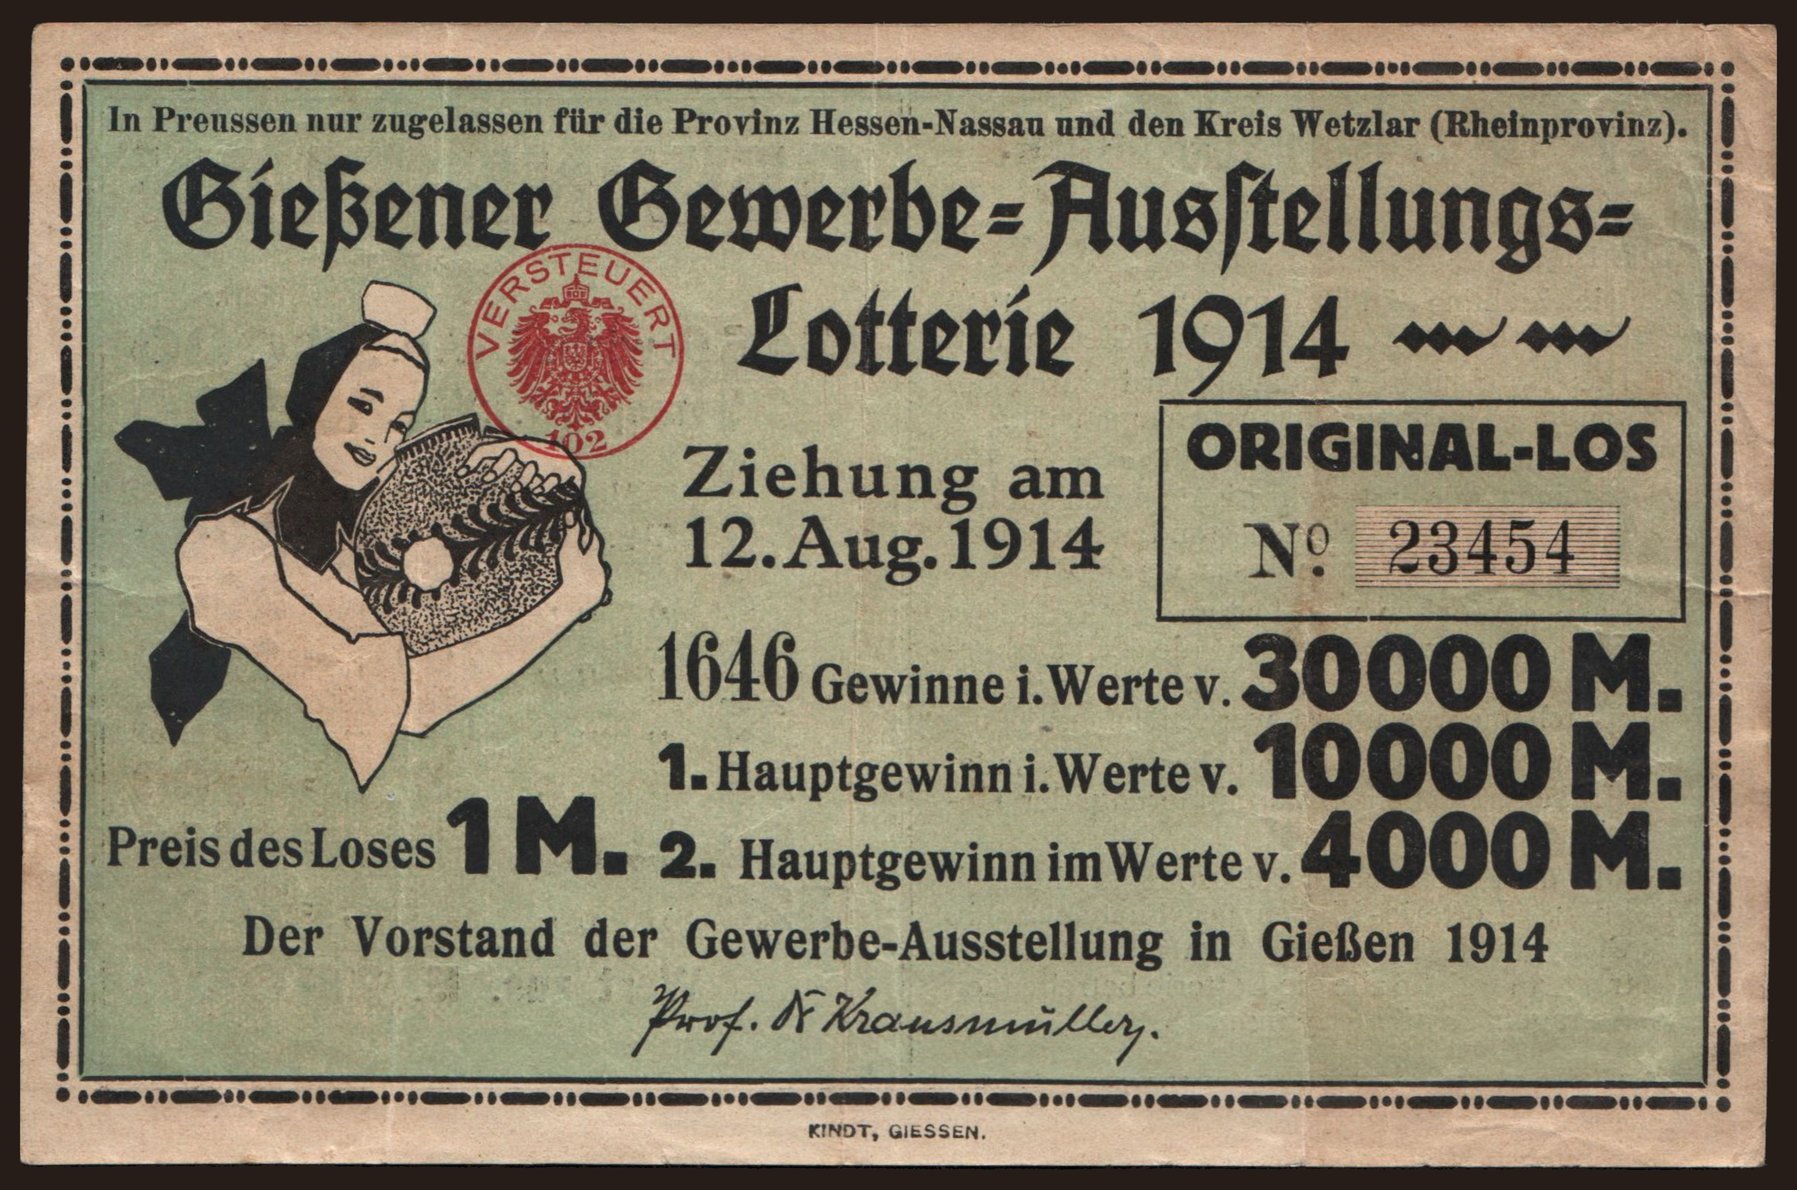 In Preussen nur zugelassen für die Provinz Hessen-Nassau und den Kreis Wetzlar (Rheinprovinz).
Gießener Gewerbe=Ausstellungs=
Lotterie 1914
VERSTEUERT
102
Ziehung am
12. Aug. 1914
ORIGINAL-LOS
Nº 23454
1646 Gewinne i. Werte v. 30000 M.
1. Hauptgewinn i. Werte v. 10000 M.
Preis des Loses 1 M.
2. Hauptgewinn im Werte v. 4000 M.
Der Vorstand der Gewerbe-Ausstellung in Gießen 1914
Prof. Dr Krausmüller.
KINDT, GIESSEN.